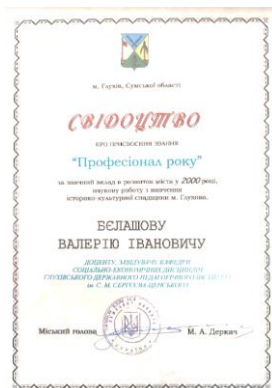 м. Глухів, Сумської області
СВІДОЦТВО
ПРО ПРИСВОЄННЯ ЗВАННЯ
"Професіонал року"
за значний вклад в розвиток міста у 2000 році,
наукову роботу з вивчення
історико-культурної спадщини м. Глухова.
БЄЛАШОВУ
ВАЛЕРІЮ ІВАНОВИЧУ
ДОЦЕНТУ, ЗАВІДУВАЧУ КАФЕДРИ
СОЦІАЛЬНО-ЕКОНОМІЧНИХ ДИСЦИПЛІН
ГЛУХІВСЬКОГО ДЕРЖАВНОГО ПЕДАГОГІЧНОГО ІНСТИТУТУ
ім. С. М. СЕРГЄЄВА-ЦЕНСЬКОГО
Міський голова М. А. Деркач